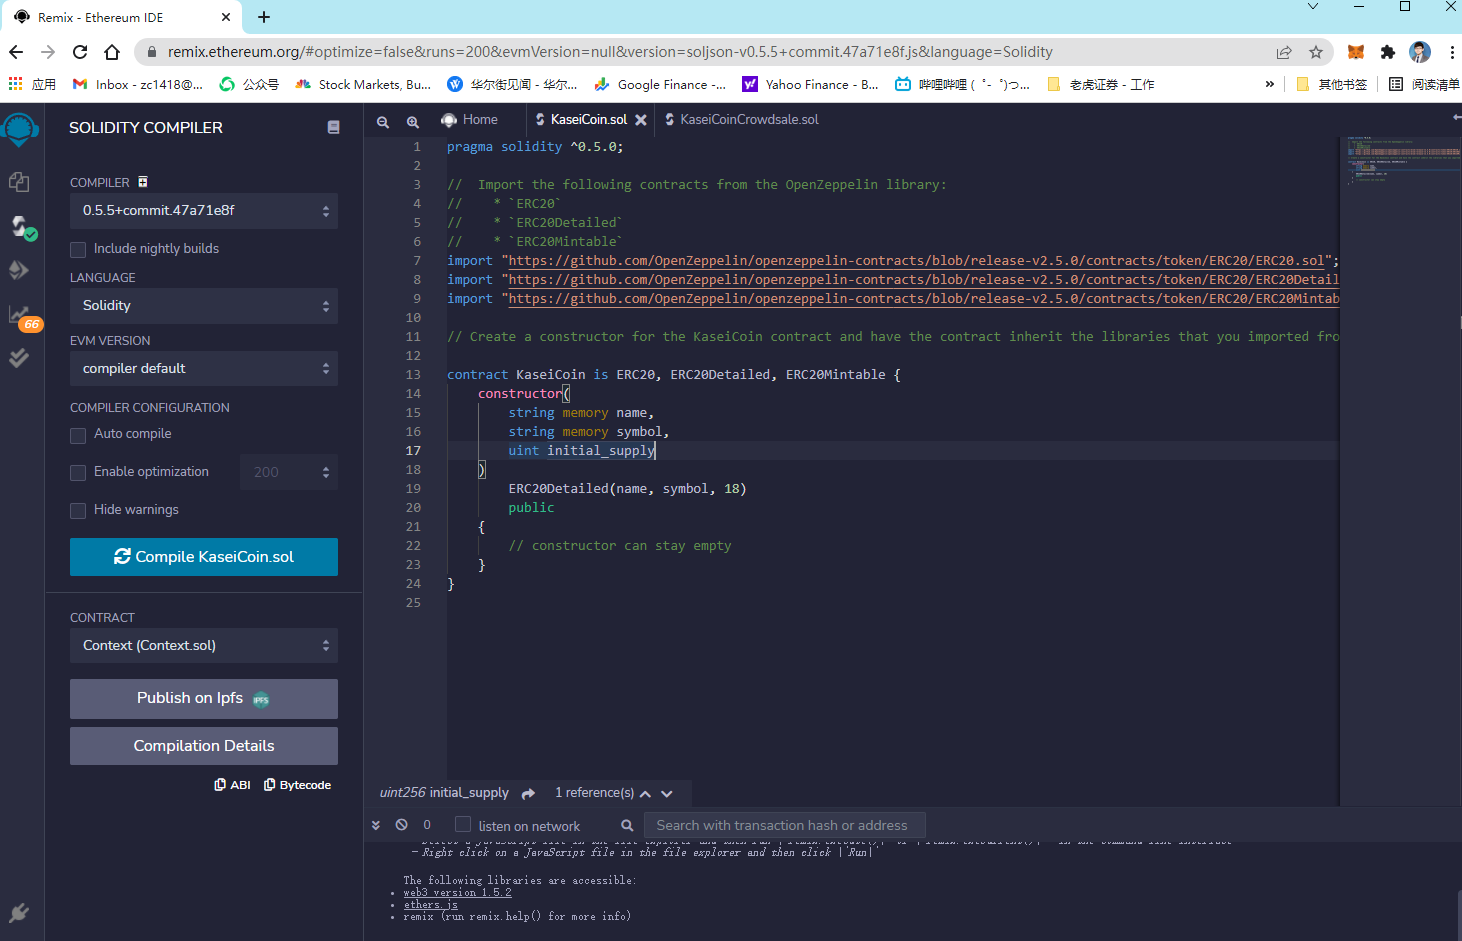 Remix - Ethereum IDE
remix.ethereum.org/#optimize=false&runs=200&evmVersion=null&version=soljson-v0.5.5+commit.47a71e8f.js&language=Solidity
应用 Inbox - zc1418@... 公众号 Stock Markets, Bu... 华尔街见闻 - 华尔... Google Finance -... Yahoo Finance - B... 哔哩哔哩 ( ゜- ゜)つ... 老虎证券 - 工作 » 其他书签 阅读清单
SOLIDITY COMPILER
COMPILER
0.5.5+commit.47a71e8f
Include nightly builds
LANGUAGE
Solidity
EVM VERSION
compiler default
COMPILER CONFIGURATION
Auto compile
Enable optimization 200
Hide warnings
Compile KaseiCoin.sol
CONTRACT
Context (Context.sol)
Publish on Ipfs IPFS
Compilation Details
ABI Bytecode
66
Home KaseiCoin.sol KaseiCoinCrowdsale.sol
1 pragma solidity ^0.5.0;
2
3 //  Import the following contracts from the OpenZeppelin library:
4 //    * `ERC20`
5 //    * `ERC20Detailed`
6 //    * `ERC20Mintable`
7 import "https://github.com/OpenZeppelin/openzeppelin-contracts/blob/release-v2.5.0/contracts/token/ERC20/ERC20.sol";
8 import "https://github.com/OpenZeppelin/openzeppelin-contracts/blob/release-v2.5.0/contracts/token/ERC20/ERC20Detail
9 import "https://github.com/OpenZeppelin/openzeppelin-contracts/blob/release-v2.5.0/contracts/token/ERC20/ERC20Mintab
10
11 // Create a constructor for the KaseiCoin contract and have the contract inherit the libraries that you imported fro
12
13 contract KaseiCoin is ERC20, ERC20Detailed, ERC20Mintable {
14     constructor(
15         string memory name,
16         string memory symbol,
17         uint initial_supply
18     )
19         ERC20Detailed(name, symbol, 18)
20         public
21     {
22         // constructor can stay empty
23     }
24 }
25
uint256 initial_supply 1 reference(s)
0 listen on network Search with transaction hash or address
- Right click on a JavaScript file in the file explorer and then click |`Run|`
The following libraries are accessible:
• web3 version 1.5.2
• ethers.js
• remix (run remix.help() for more info)